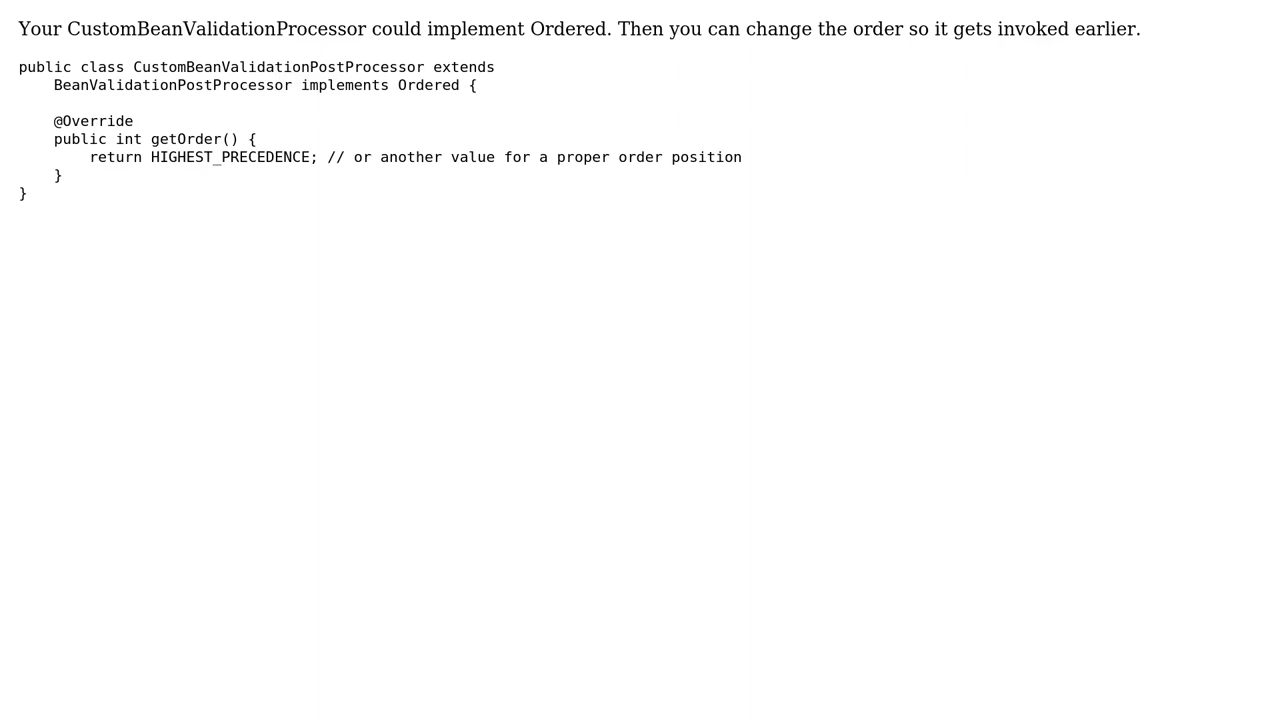 Your CustomBeanValidationProcessor could implement Ordered. Then you can change the order so it gets invoked earlier.
public class CustomBeanValidationPostProcessor extends
    BeanValidationPostProcessor implements Ordered {

    @Override
    public int getOrder() {
        return HIGHEST_PRECEDENCE; // or another value for a proper order position
    }
}